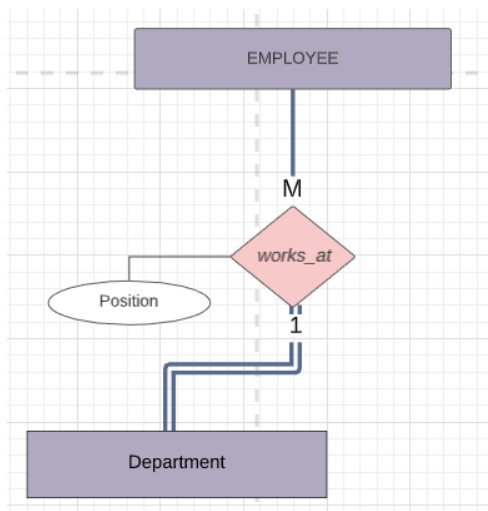 EMPLOYEE
M
works_at
Position
1
Department